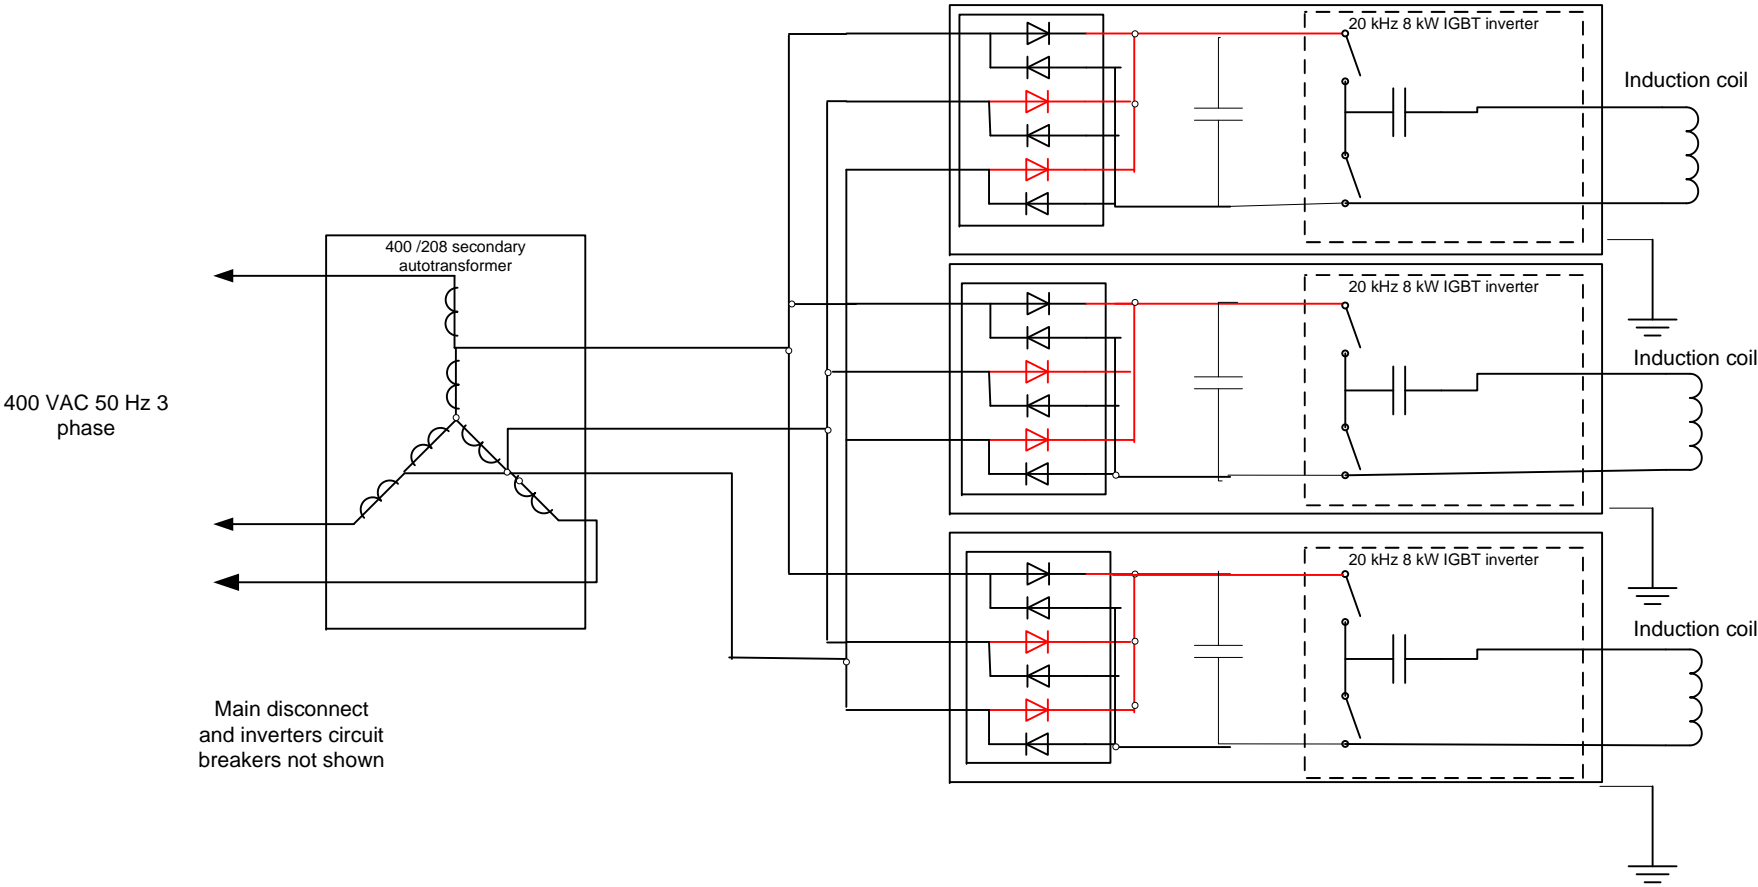 20 kHz 8 kW IGBT inverter
Induction coil
400 /208 secondary
autotransformer
20 kHz 8 kW IGBT inverter
Induction coil
400 VAC 50 Hz 3
phase
20 kHz 8 kW IGBT inverter
Induction coil
Main disconnect
and inverters circuit
breakers not shown